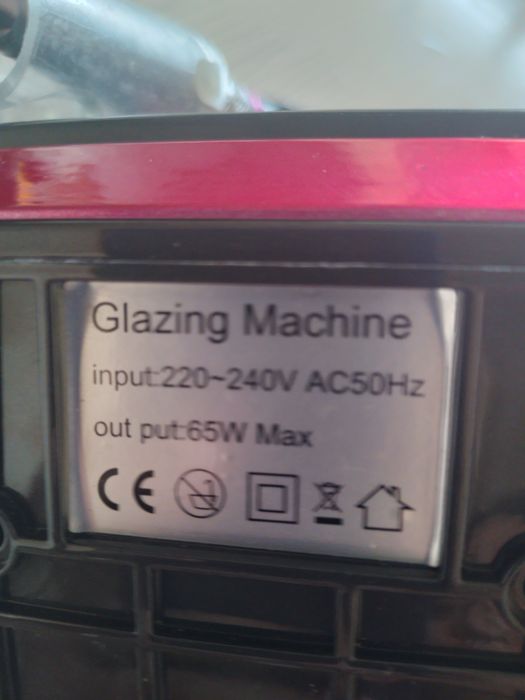 Glazing Machine
input:220~240V AC50Hz
out put:65W Max
CE